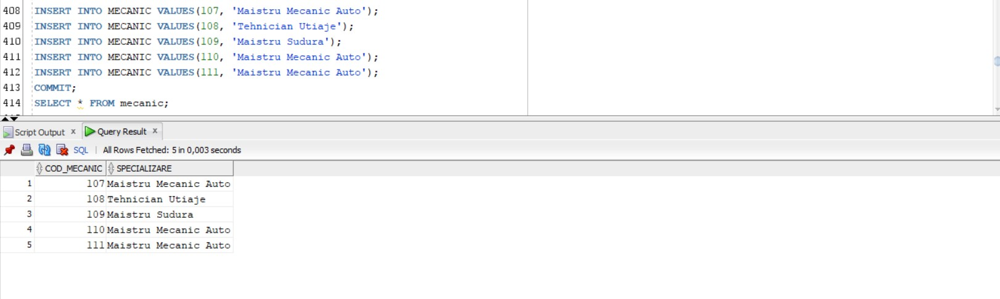 408 INSERT INTO MECANIC VALUES(107, 'Maistru Mecanic Auto');
409 INSERT INTO MECANIC VALUES(108, 'Tehnician Utiaje');
410 INSERT INTO MECANIC VALUES(109, 'Maistru Sudura');
411 INSERT INTO MECANIC VALUES(110, 'Maistru Mecanic Auto');
412 INSERT INTO MECANIC VALUES(111, 'Maistru Mecanic Auto');
413 COMMIT;
414 SELECT * FROM mecanic;
Script Output x Query Result x
SQL | All Rows Fetched: 5 in 0,003 seconds
COD_MECANIC SPECIALIZARE
1 107 Maistru Mecanic Auto
2 108 Tehnician Utiaje
3 109 Maistru Sudura
4 110 Maistru Mecanic Auto
5 111 Maistru Mecanic Auto